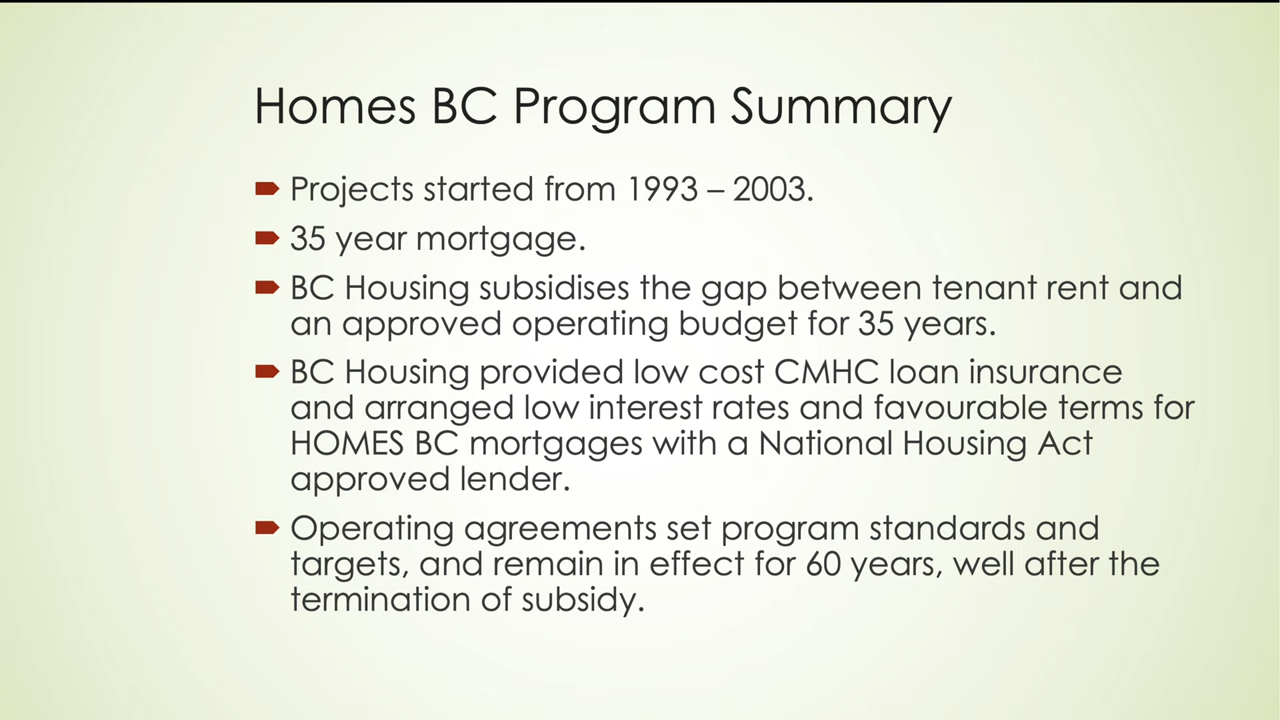 Homes BC Program Summary
Projects started from 1993 – 2003.
35 year mortgage.
BC Housing subsidises the gap between tenant rent and
an approved operating budget for 35 years.
BC Housing provided low cost CMHC loan insurance
and arranged low interest rates and favourable terms for
HOMES BC mortgages with a National Housing Act
approved lender.
Operating agreements set program standards and
targets, and remain in effect for 60 years, well after the
termination of subsidy.